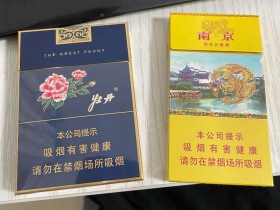 THE GREAT PEONY
牡丹
本公司提示
吸烟有害健康
请勿在禁烟场所吸烟
南京
本公司提示
吸烟有害健康
请勿在禁烟场所吸烟